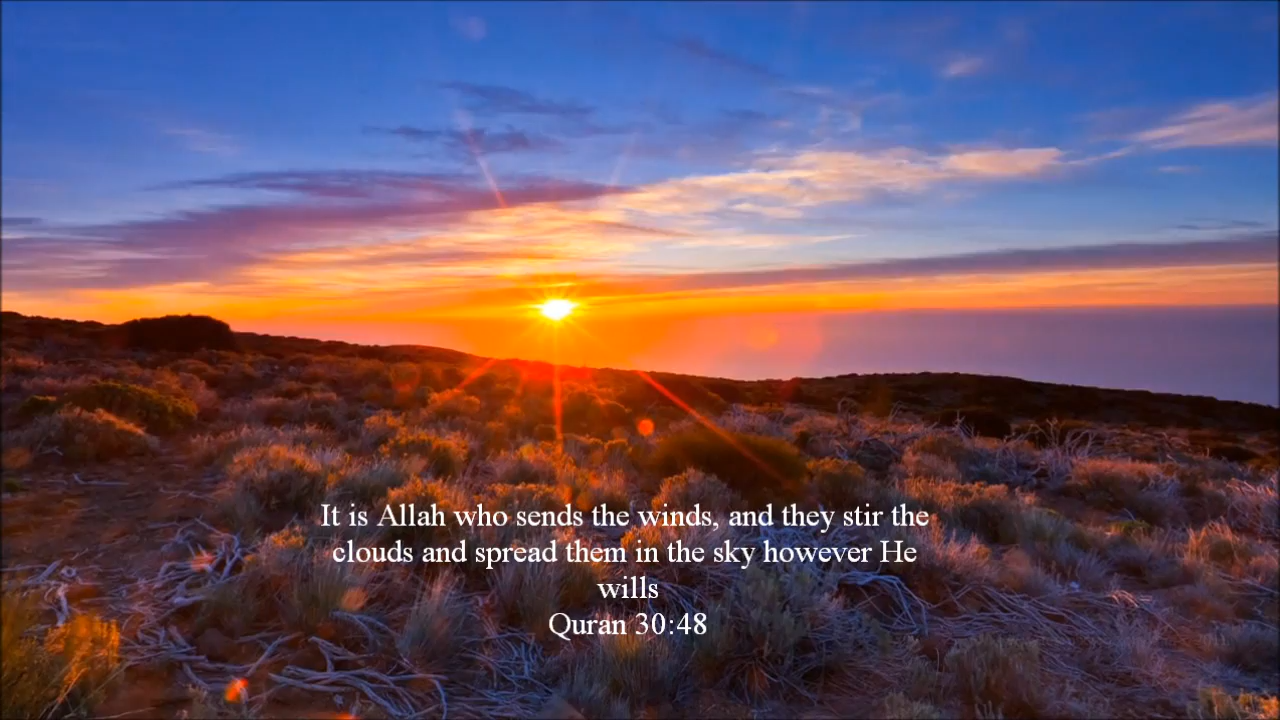 It is Allah who sends the winds, and they stir the
clouds and spread them in the sky however He
wills
Quran 30:48